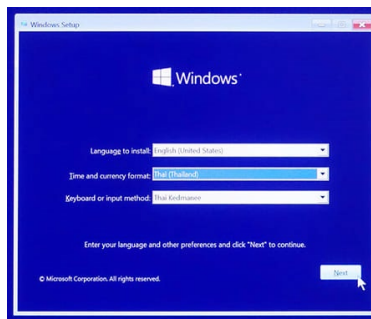 Windows Setup
Windows
Language to install: English (United States)
Time and currency format: Thai (Thailand)
Keyboard or input method: Thai Kedmanee
Enter your language and other preferences and click "Next" to continue.
Next
© Microsoft Corporation. All rights reserved.